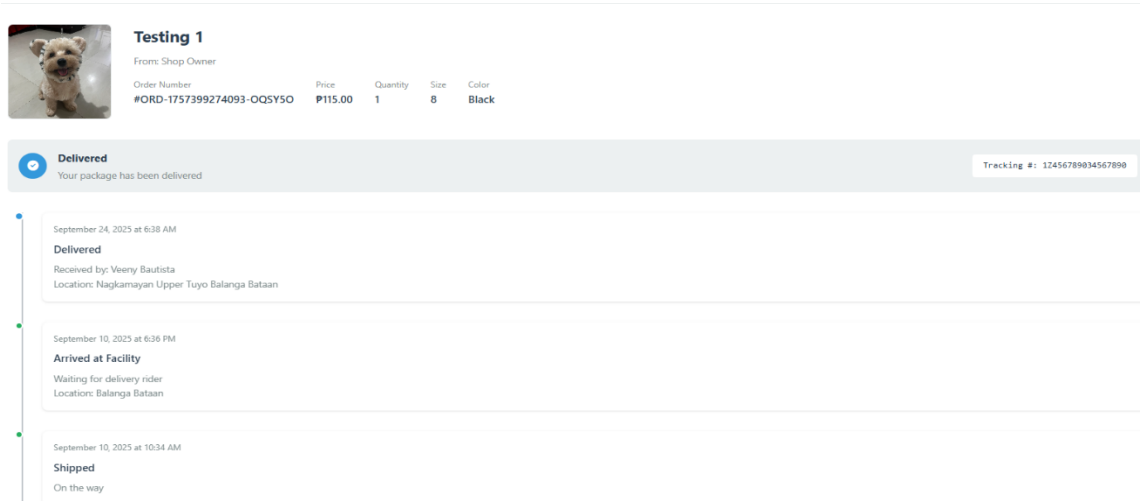 Testing 1
From: Shop Owner
Order Number Price Quantity Size Color
#ORD-1757399274093-OQSY5O ₱115.00 1 8 Black
Delivered
Your package has been delivered
Tracking #: 1Z456789034567890
September 24, 2025 at 6:38 AM
Delivered
Received by: Veeny Bautista
Location: Nagkamayan Upper Tuyo Balanga Bataan
September 10, 2025 at 6:36 PM
Arrived at Facility
Waiting for delivery rider
Location: Balanga Bataan
September 10, 2025 at 10:34 AM
Shipped
On the way